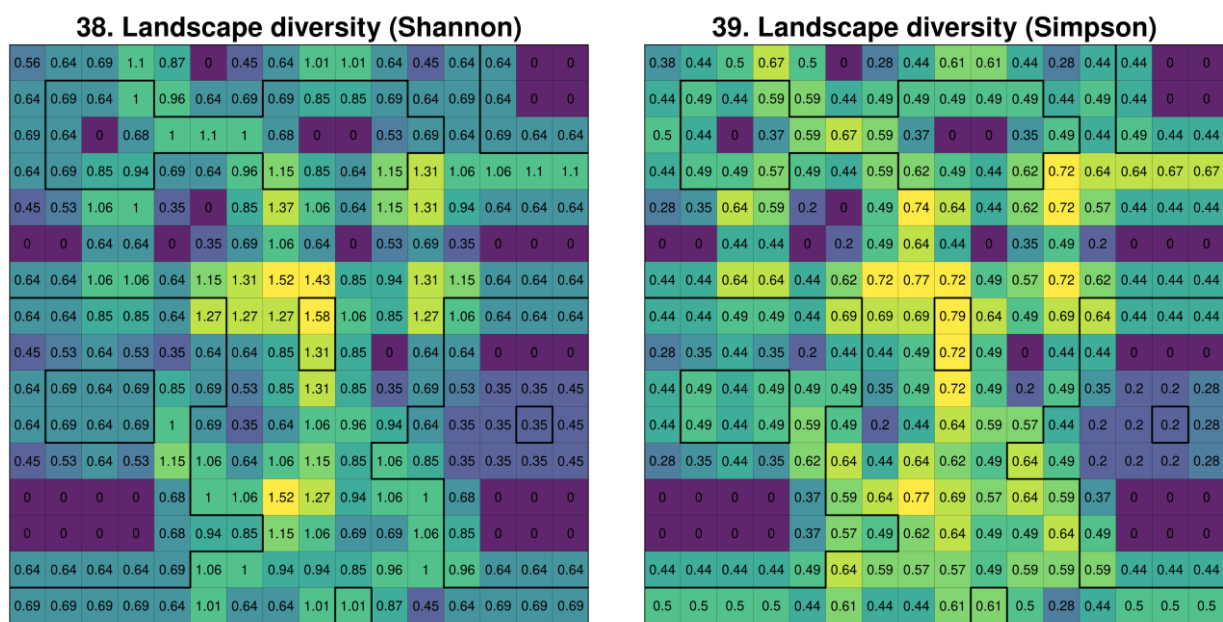 38. Landscape diversity (Shannon)
0.56 0.64 0.69 1.1 0.87 0 0.45 0.64 1.01 1.01 0.64 0.45 0.64 0.64 0 0
0.64 0.69 0.64 1 0.96 0.64 0.69 0.69 0.85 0.85 0.69 0.64 0.69 0.64 0 0
0.69 0.64 0 0.68 1 1.1 1 0.68 0 0 0.53 0.69 0.64 0.69 0.64 0.64
0.64 0.69 0.85 0.94 0.69 0.64 0.96 1.15 0.85 0.64 1.15 1.31 1.06 1.06 1.1 1.1
0.45 0.53 1.06 1 0.35 0 0.85 1.37 1.06 0.64 1.15 1.31 0.94 0.64 0.64 0.64
0 0 0.64 0.64 0 0.35 0.69 1.06 0.64 0 0.53 0.69 0.35 0 0 0
0.64 0.64 1.06 1.06 0.64 1.15 1.31 1.52 1.43 0.85 0.94 1.31 1.15 0.64 0.64 0.64
0.64 0.64 0.85 0.85 0.64 1.27 1.27 1.27 1.58 1.06 0.85 1.27 1.06 0.64 0.64 0.64
0.45 0.53 0.64 0.53 0.35 0.64 0.64 0.85 1.31 0.85 0 0.64 0.64 0 0 0
0.64 0.69 0.64 0.69 0.85 0.69 0.53 0.85 1.31 0.85 0.35 0.69 0.53 0.35 0.35 0.45
0.64 0.69 0.64 0.69 1 0.69 0.35 0.64 1.06 0.96 0.94 0.64 0.35 0.35 0.35 0.45
0.45 0.53 0.64 0.53 1.15 1.06 0.64 1.06 1.15 0.85 1.06 0.85 0.35 0.35 0.35 0.45
0 0 0 0 0.68 1 1.06 1.52 1.27 0.94 1.06 1 0.68 0 0 0
0 0 0 0 0.68 0.94 0.85 1.15 1.06 0.69 0.69 1.06 0.85 0 0 0
0.64 0.64 0.64 0.64 0.69 1.06 1 0.94 0.94 0.85 0.96 1 0.96 0.64 0.64 0.64
0.69 0.69 0.69 0.69 0.64 1.01 0.64 0.64 1.01 1.01 0.87 0.45 0.64 0.69 0.69 0.69
39. Landscape diversity (Simpson)
0.38 0.44 0.5 0.67 0.5 0 0.28 0.44 0.61 0.61 0.44 0.28 0.44 0.44 0 0
0.44 0.49 0.44 0.59 0.59 0.44 0.49 0.49 0.49 0.49 0.49 0.44 0.49 0.44 0 0
0.5 0.44 0 0.37 0.59 0.67 0.59 0.37 0 0 0.35 0.49 0.44 0.49 0.44 0.44
0.44 0.49 0.49 0.57 0.49 0.44 0.59 0.62 0.49 0.44 0.62 0.72 0.64 0.64 0.67 0.67
0.28 0.35 0.64 0.59 0.2 0 0.49 0.74 0.64 0.44 0.62 0.72 0.57 0.44 0.44 0.44
0 0 0.44 0.44 0 0.2 0.49 0.64 0.44 0 0.35 0.49 0.2 0 0 0
0.44 0.44 0.64 0.64 0.44 0.62 0.72 0.77 0.72 0.49 0.57 0.72 0.62 0.44 0.44 0.44
0.44 0.44 0.49 0.49 0.44 0.69 0.69 0.69 0.79 0.64 0.49 0.69 0.64 0.44 0.44 0.44
0.28 0.35 0.44 0.35 0.2 0.44 0.44 0.49 0.72 0.49 0 0.44 0.44 0 0 0
0.44 0.49 0.44 0.49 0.49 0.49 0.35 0.49 0.72 0.49 0.2 0.49 0.35 0.2 0.2 0.28
0.44 0.49 0.44 0.49 0.59 0.49 0.2 0.44 0.64 0.59 0.57 0.44 0.2 0.2 0.2 0.28
0.28 0.35 0.44 0.35 0.62 0.64 0.44 0.64 0.62 0.49 0.64 0.49 0.2 0.2 0.2 0.28
0 0 0 0 0.37 0.59 0.64 0.77 0.69 0.57 0.64 0.59 0.37 0 0 0
0 0 0 0 0.37 0.57 0.49 0.62 0.64 0.49 0.49 0.64 0.49 0 0 0
0.44 0.44 0.44 0.44 0.49 0.64 0.59 0.57 0.57 0.49 0.59 0.59 0.59 0.44 0.44 0.44
0.5 0.5 0.5 0.5 0.44 0.61 0.44 0.44 0.61 0.61 0.5 0.28 0.44 0.5 0.5 0.5